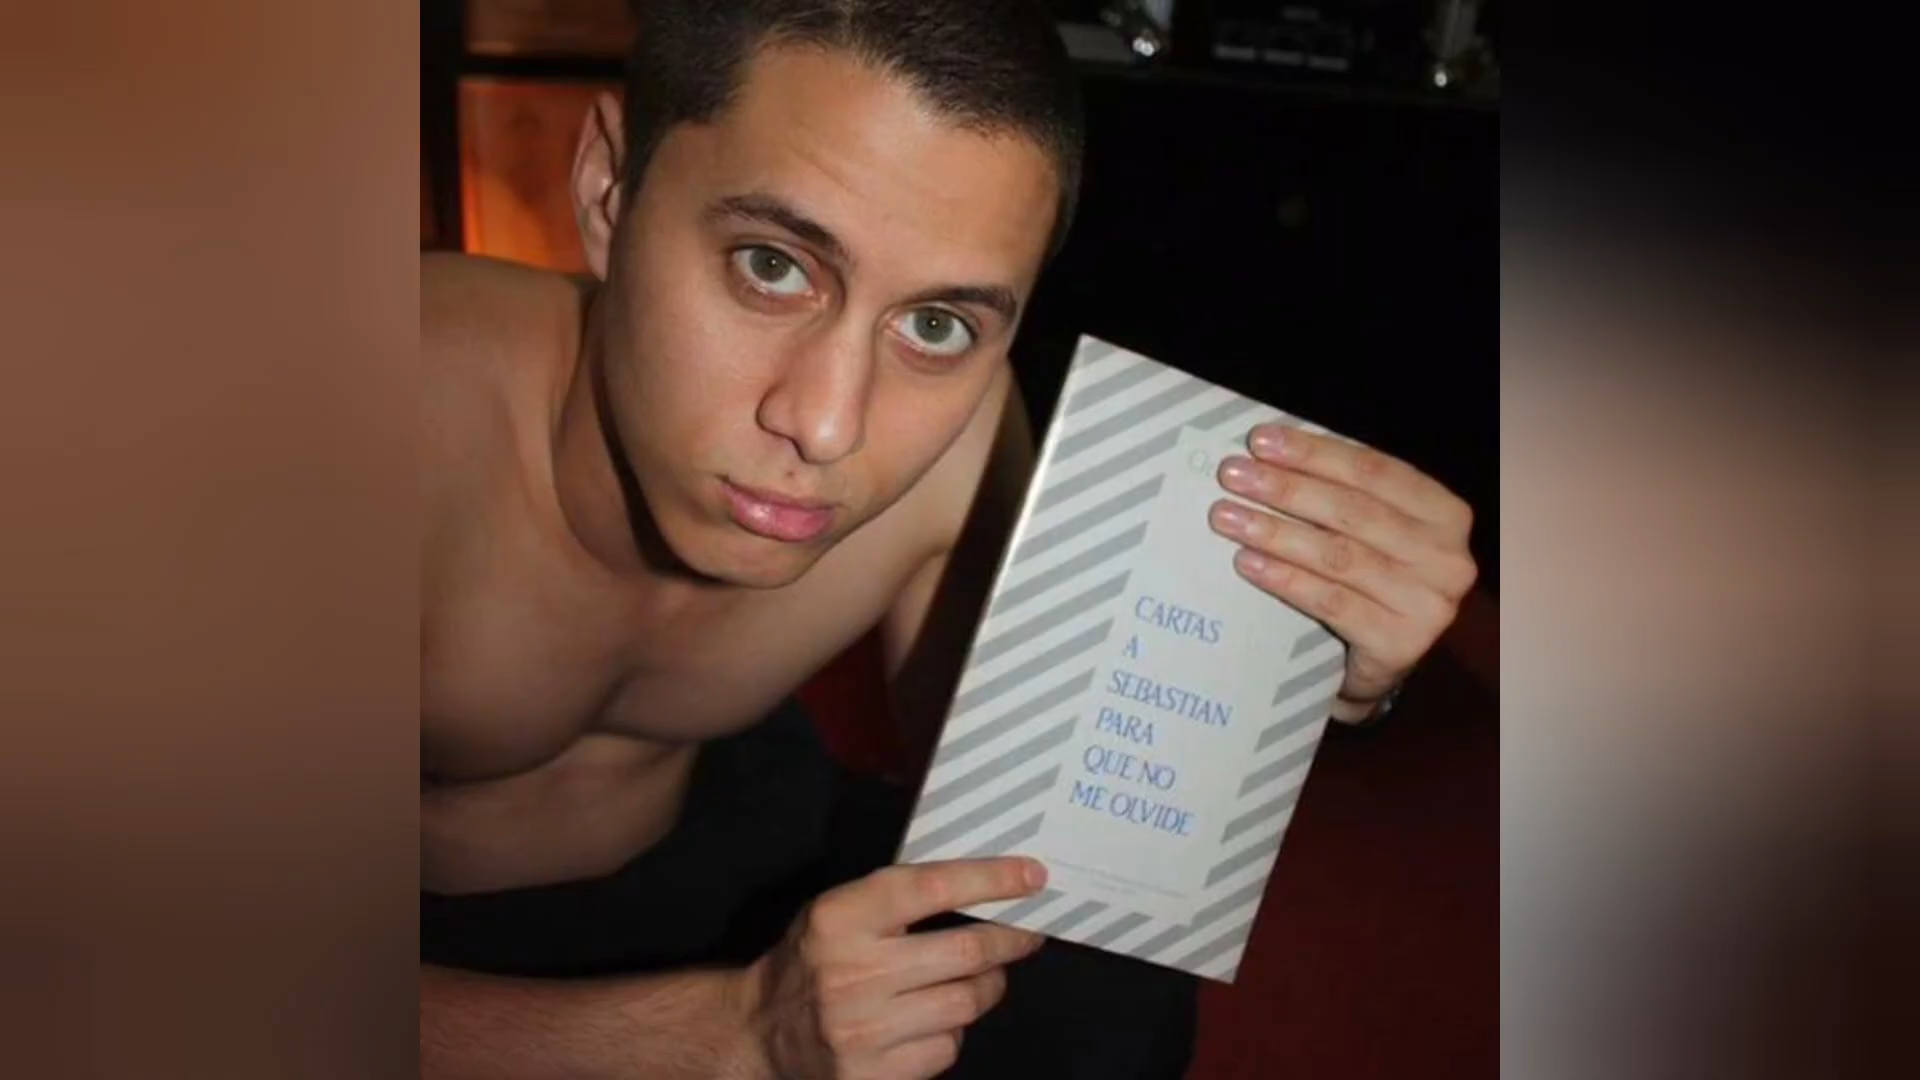 CARTAS
A
SEBASTIAN
PARA
QUE NO
ME OLVIDE